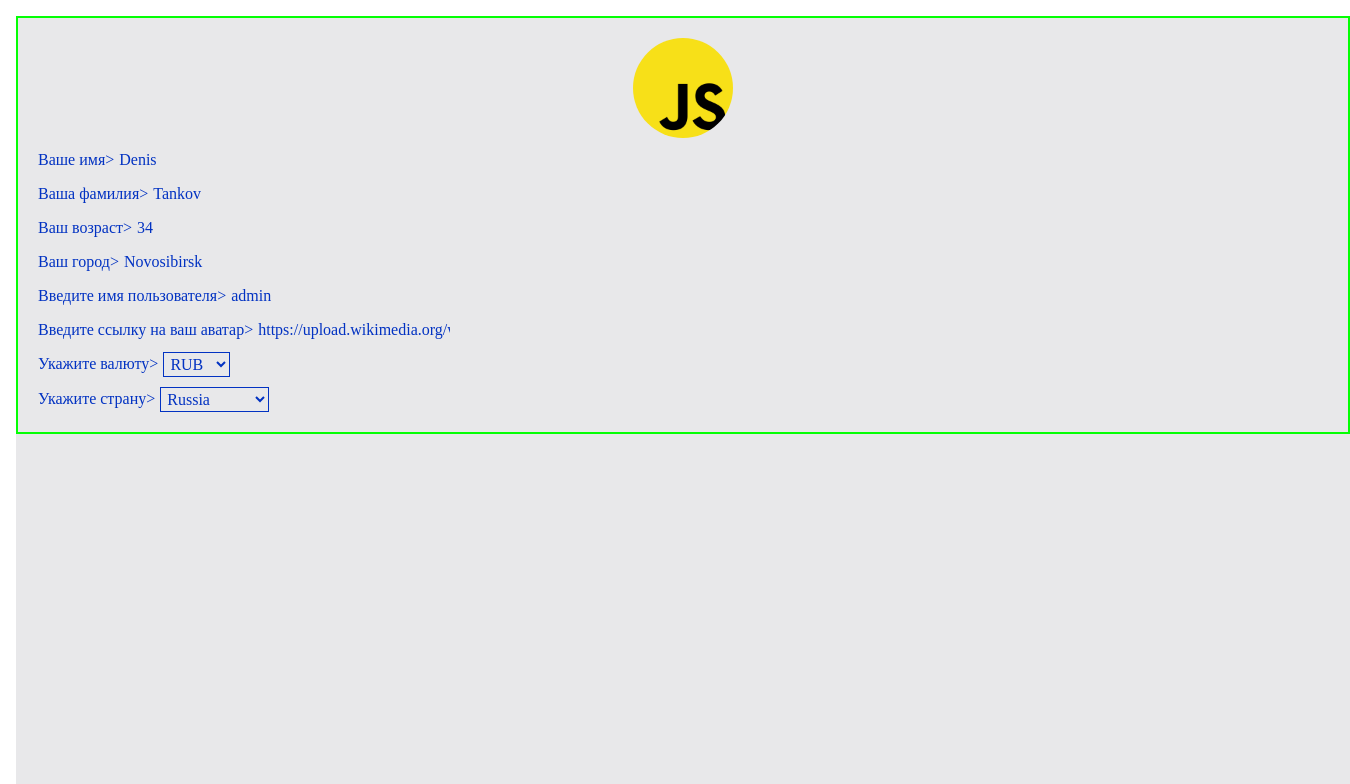 JS
Ваше имя> Denis
Ваша фамилия> Tankov
Ваш возраст> 34
Ваш город> Novosibirsk
Введите имя пользователя> admin
Введите ссылку на ваш аватар> https://upload.wikimedia.org/
Укажите валюту> RUB
Укажите страну> Russia